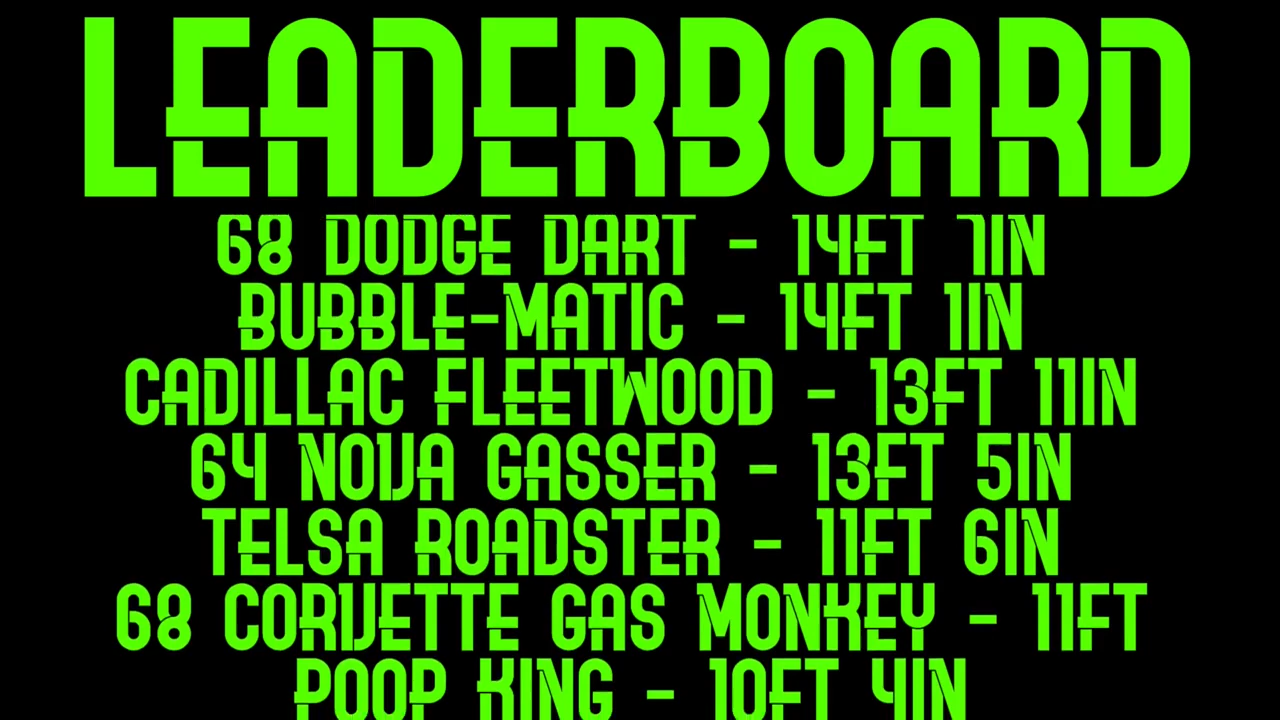 LEADERBOARD
68 DODGE DART - 14FT 7IN
BUBBLE-MATIC - 14FT 1IN
CADILLAC FLEETWOOD - 13FT 11IN
64 NOVA GASSER - 13FT 5IN
TELSA ROADSTER - 11FT 6IN
68 CORVETTE GAS MONKEY - 11FT
POOP KING - 10FT 4IN